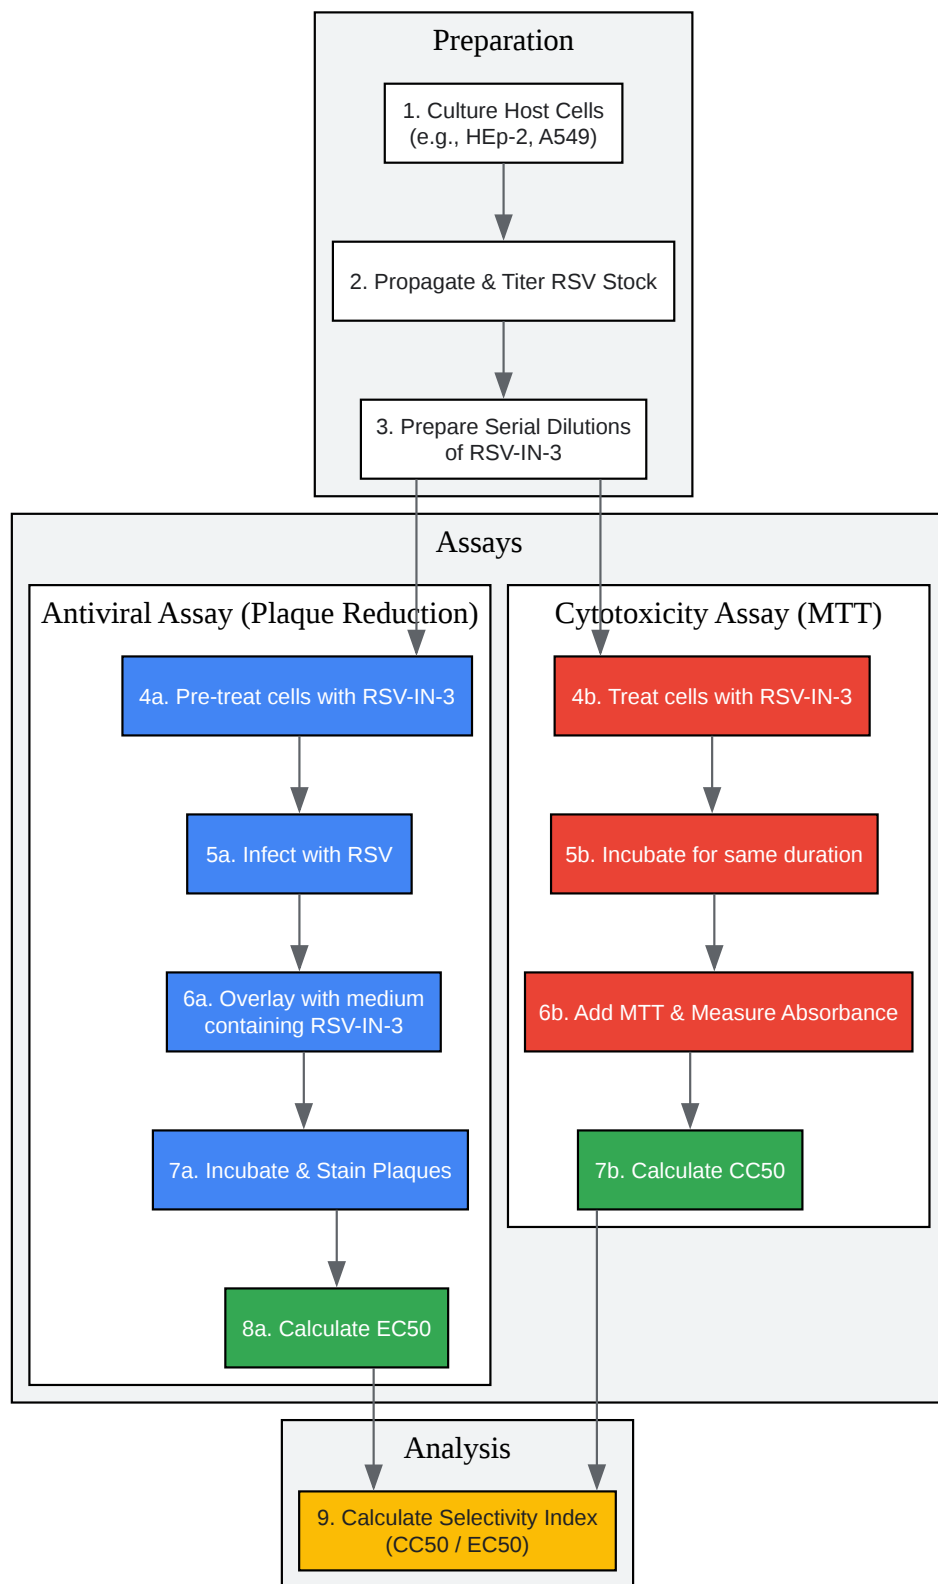 Preparation
1. Culture Host Cells
(e.g., HEp-2, A549)
2. Propagate & Titer RSV Stock
3. Prepare Serial Dilutions
of RSV-IN-3
Assays
Antiviral Assay (Plaque Reduction)
4a. Pre-treat cells with RSV-IN-3
5a. Infect with RSV
6a. Overlay with medium
containing RSV-IN-3
7a. Incubate & Stain Plaques
8a. Calculate EC50
Cytotoxicity Assay (MTT)
4b. Treat cells with RSV-IN-3
5b. Incubate for same duration
6b. Add MTT & Measure Absorbance
7b. Calculate CC50
Analysis
9. Calculate Selectivity Index
(CC50 / EC50)